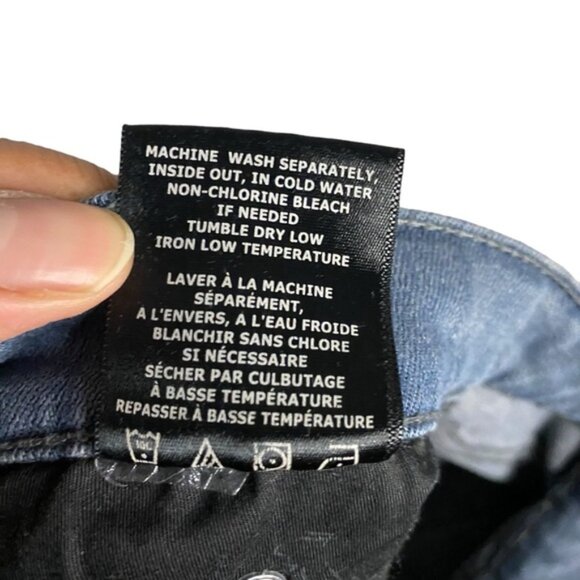 MACHINE WASH SEPARATELY,
INSIDE OUT, IN COLD WATER
NON-CHLORINE BLEACH
IF NEEDED
TUMBLE DRY LOW
IRON LOW TEMPERATURE
LAVER À LA MACHINE
SÉPARÉMENT,
A L'ENVERS, A L'EAU FROIDE
BLANCHIR SANS CHLORE
SI NÉCESSAIRE
SÉCHER PAR CULBUTAGE
À BASSE TEMPÉRATURE
REPASSER À BASSE TEMPÉRATURE